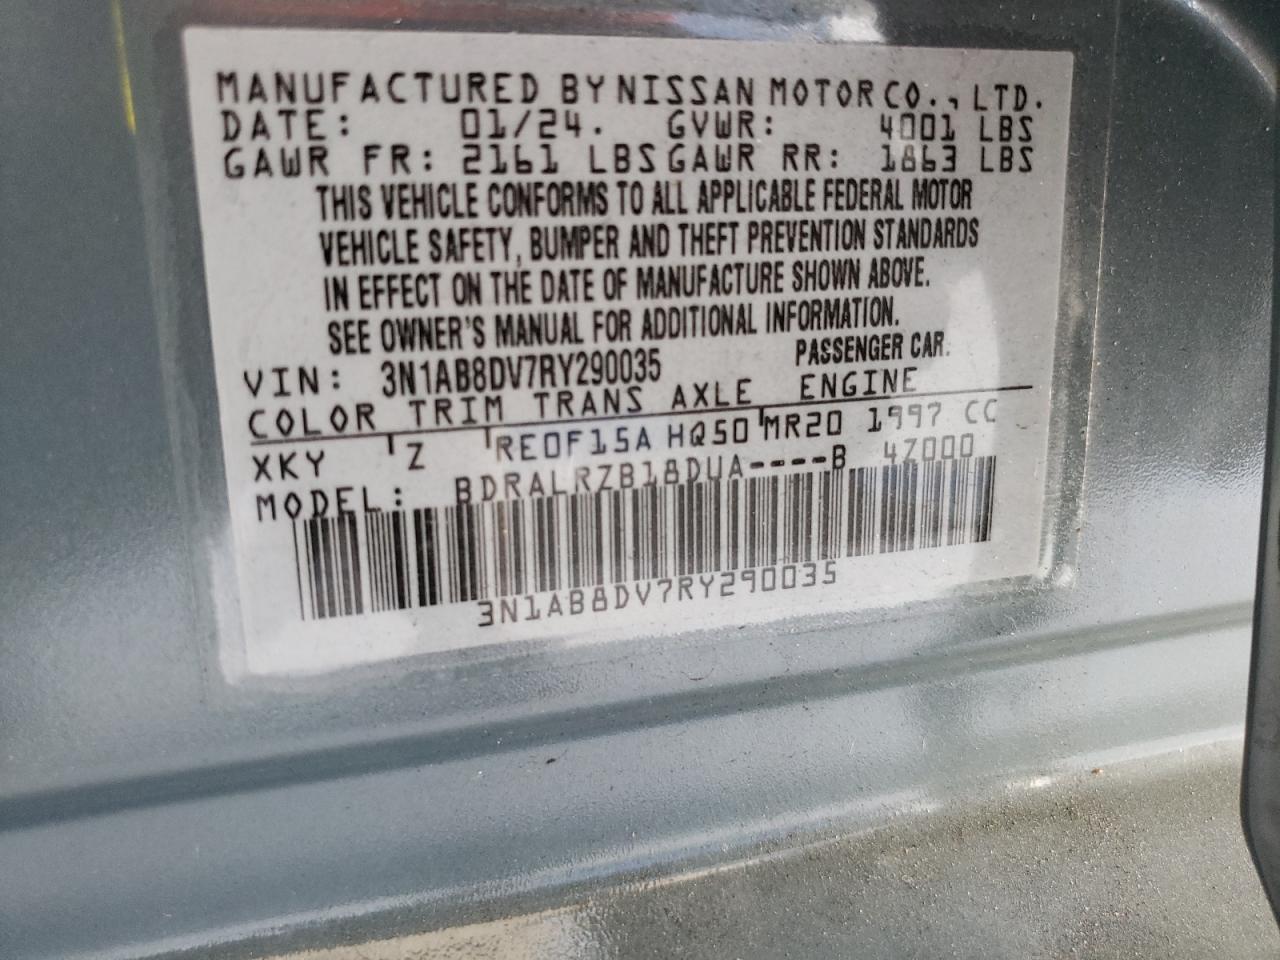 MANUFACTURED BY NISSAN MOTOR CO., LTD.
DATE: 01/24. GVWR: 4001 LBS
GAWR FR: 2161 LBS GAWR RR: 1863 LBS
THIS VEHICLE CONFORMS TO ALL APPLICABLE FEDERAL MOTOR
VEHICLE SAFETY, BUMPER AND THEFT PREVENTION STANDARDS
IN EFFECT ON THE DATE OF MANUFACTURE SHOWN ABOVE.
SEE OWNER'S MANUAL FOR ADDITIONAL INFORMATION.
PASSENGER CAR.
VIN: 3N1AB8DV7RY290035
COLOR TRIM TRANS AXLE ENGINE
XKY Z RE0F15A HQ50 MR20 1997 CC
MODEL: BDRALRZB18DUA----B 47000
3N1AB8DV7RY290035